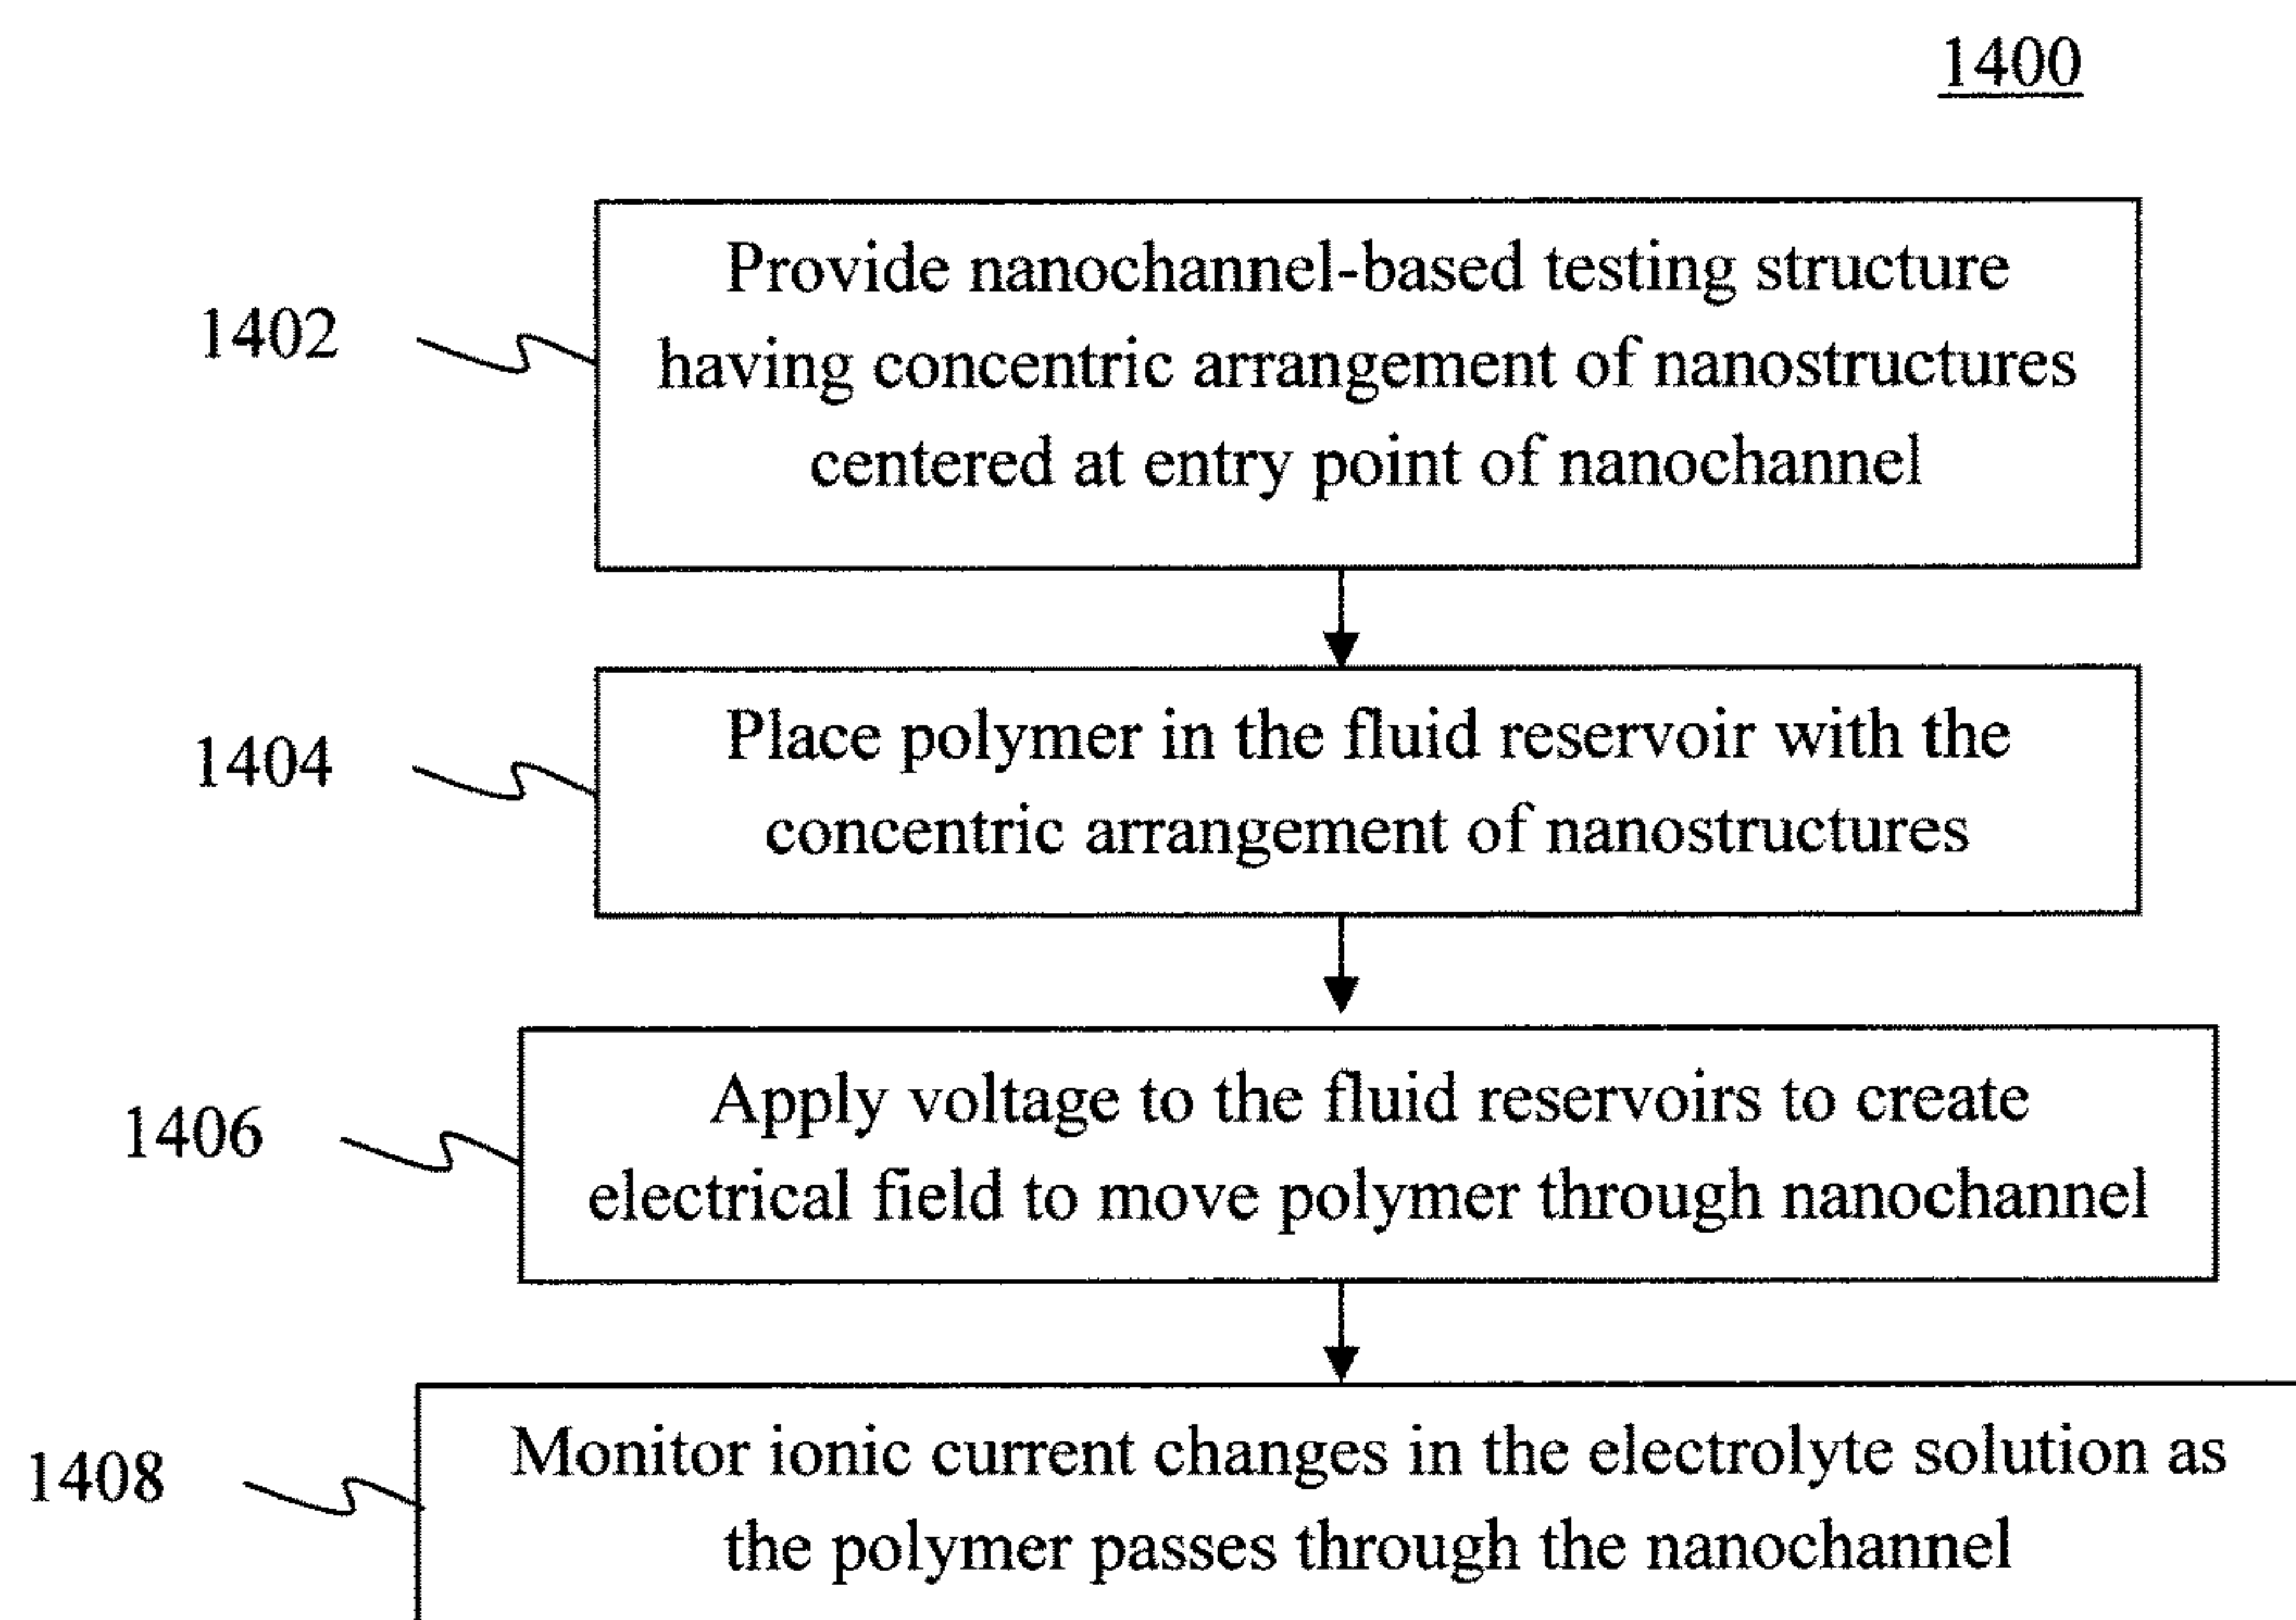 1400
Provide nanochannel-based testing structure
having concentric arrangement of nanostructures
centered at entry point of nanochannel
1402
Place polymer in the fluid reservoir with the
concentric arrangement of nanostructures
1404
Apply voltage to the fluid reservoirs to create
electrical field to move polymer through nanochannel
1406
Monitor ionic current changes in the electrolyte solution as
the polymer passes through the nanochannel
1408